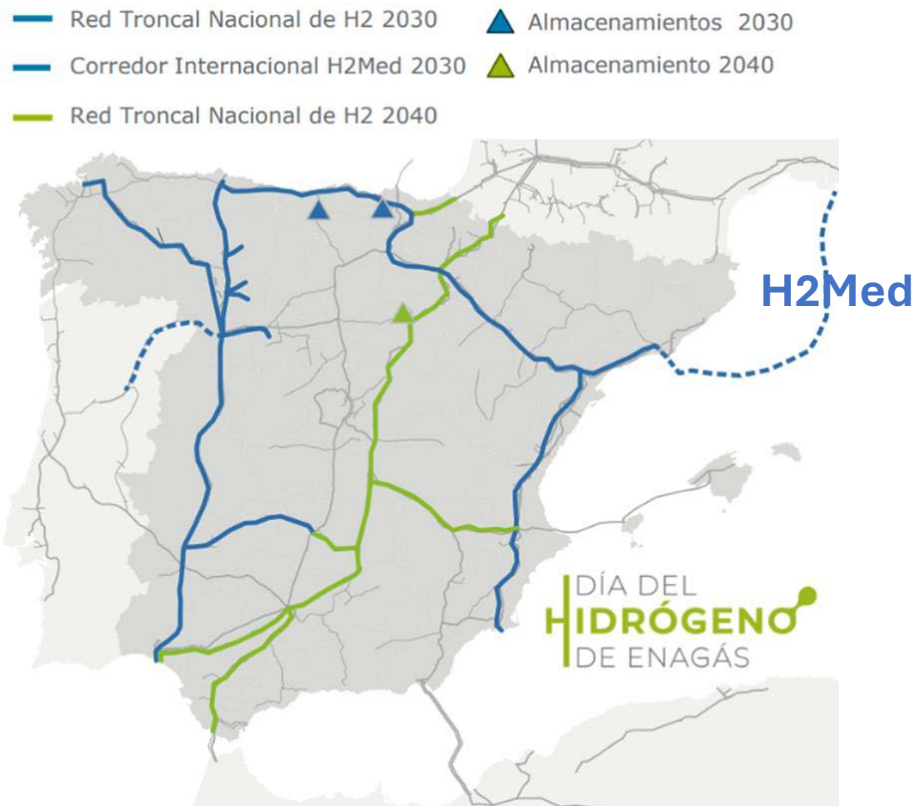 Red Troncal Nacional de H2 2030
Almacenamientos 2030
Corredor Internacional H2Med 2030
Almacenamiento 2040
Red Troncal Nacional de H2 2040
H2Med
DÍA DEL
HIDRÓGENO
DE ENAGÁS